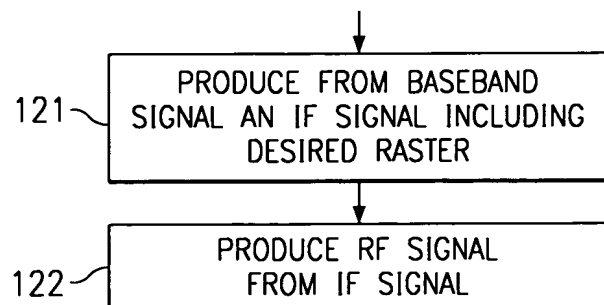 121
PRODUCE FROM BASEBAND
SIGNAL AN IF SIGNAL INCLUDING
DESIRED RASTER
122
PRODUCE RF SIGNAL
FROM IF SIGNAL